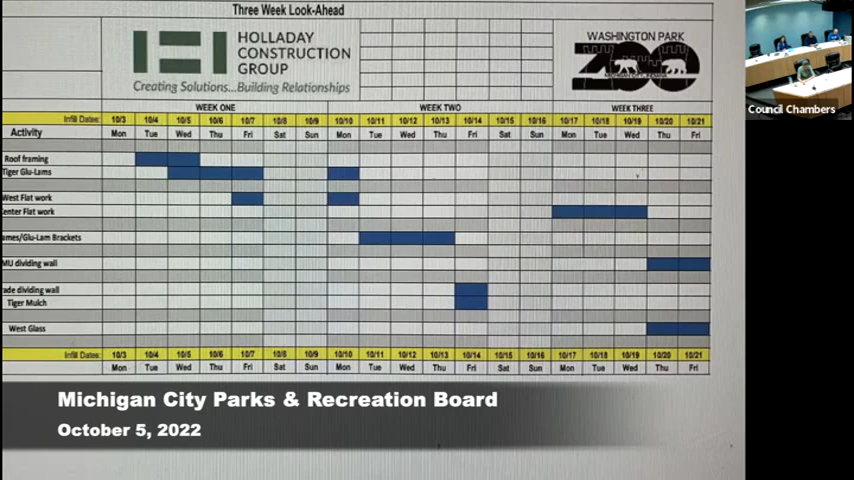 Three Week Look-Ahead
HOLLADAY
CONSTRUCTION
GROUP
Creating Solutions...Building Relationships
WASHINGTON PARK
ZOO
MICHIGAN CITY, INDIANA
WEEK ONE WEEK TWO WEEK THREE
Infill Dates: 10/3 10/4 10/5 10/6 10/7 10/8 10/9 10/10 10/11 10/12 10/13 10/14 10/15 10/16 10/17 10/18 10/19 10/20 10/21
Activity Mon Tue Wed Thu Fri Sat Sun Mon Tue Wed Thu Fri Sat Sun Mon Tue Wed Thu Fri
Roof framing
Tiger Glu-Lams
West Flat work
enter Flat work
ames/Glu-Lam Brackets
MU dividing wall
ade dividing wall
Tiger Mulch
West Glass
Infill Dates: 10/3 10/4 10/5 10/6 10/7 10/8 10/9 10/10 10/11 10/12 10/13 10/14 10/15 10/16 10/17 10/18 10/19 10/20 10/21
Mon Tue Wed Thu Fri Sat Sun Mon Tue Wed Thu Fri Sat Sun Mon Tue Wed Thu Fri
Council Chambers
Michigan City Parks & Recreation Board
October 5, 2022